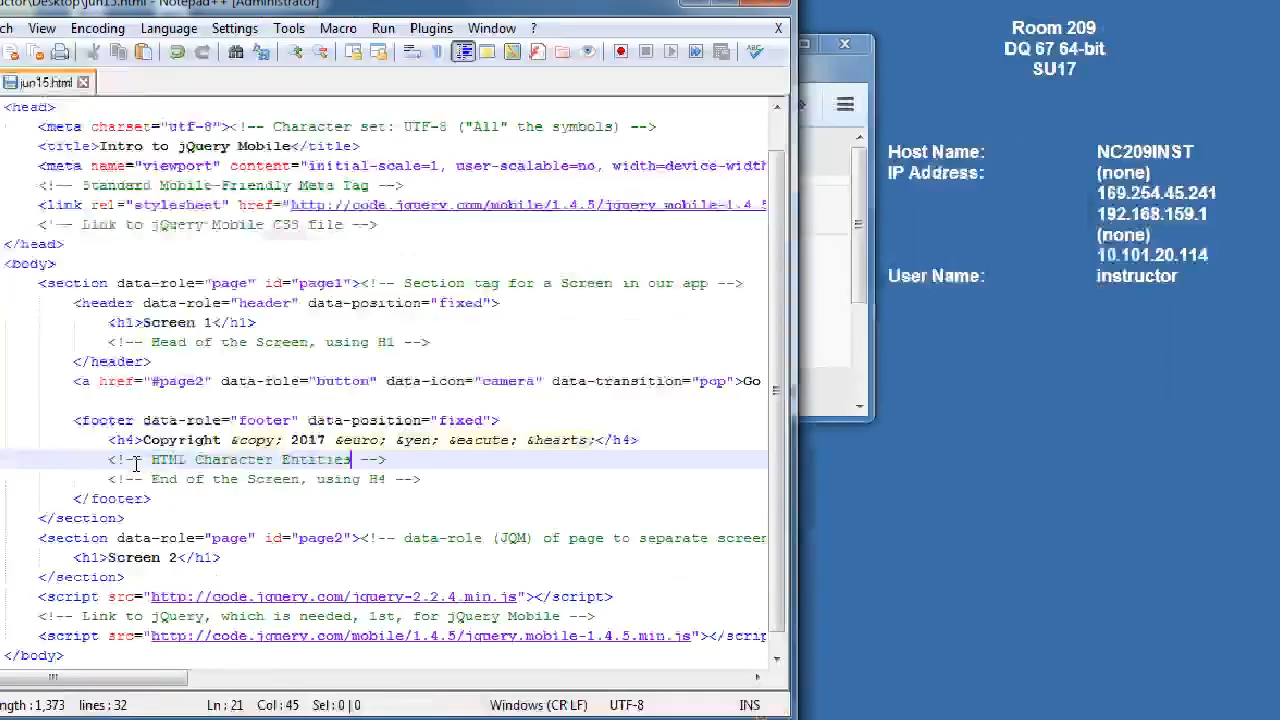 ructor\Desktop\jun15.html - Notepad++ [Administrator]
ch View Encoding Language Settings Tools Macro Run Plugins Window ? X
jun15.html
<head>
<meta charset="utf-8"><!-- Character set: UTF-8 ("All" the symbols) -->
<title>Intro to jQuery Mobile</title>
<meta name="viewport" content="initial-scale=1, user-scalable=no, width=device-width
<!-- Standard Mobile-Friendly Meta Tag -->
<link rel="stylesheet" href="http://code.jquery.com/mobile/1.4.5/jquery.mobile-1.4.5
<!-- Link to jQuery Mobile CSS file -->
</head>
<body>
<section data-role="page" id="page1"><!-- Section tag for a Screen in our app -->
<header data-role="header" data-position="fixed">
<h1>Screen 1</h1>
<!-- Head of the Screen, using H1 -->
</header>
<a href="#page2" data-role="button" data-icon="camera" data-transition="pop">Go
<footer data-role="footer" data-position="fixed">
<h4>Copyright &copy; 2017 &euro; &yen; &eacute; &hearts;</h4>
<!-- HTML Character Entities -->
<!-- End of the Screen, using H4 -->
</footer>
</section>
<section data-role="page" id="page2"><!-- data-role (JQM) of page to separate screen
<h1>Screen 2</h1>
</section>
<script src="http://code.jquery.com/jquery-2.2.4.min.js"></script>
<!-- Link to jQuery, which is needed, 1st, for jQuery Mobile -->
<script src="http://code.jquery.com/mobile/1.4.5/jquery.mobile-1.4.5.min.js"></scrip
</body>
ngth : 1,373 lines : 32 Ln : 21 Col : 45 Sel : 0 | 0 Windows (CR LF) UTF-8 INS
Room 209
DQ 67 64-bit
SU17
Host Name: NC209INST
IP Address: (none)
169.254.45.241
192.168.159.1
(none)
10.101.20.114
User Name: instructor